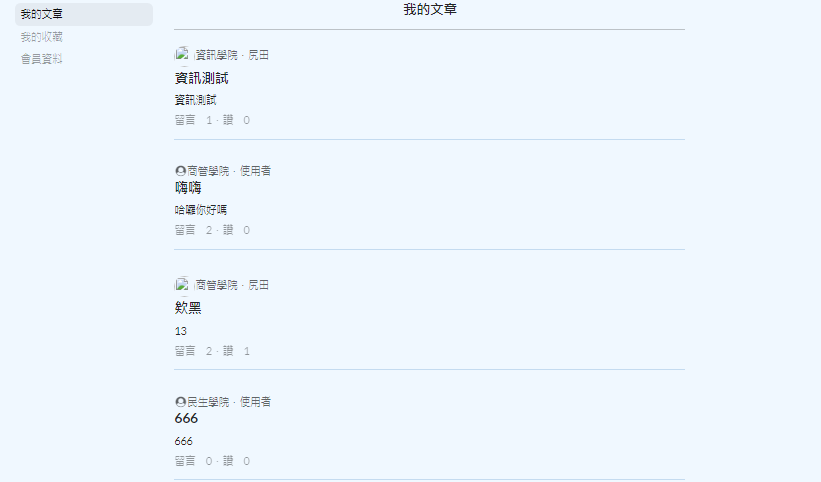 我的文章
我的收藏
會員資料
我的文章
資訊學院 · 尻田
資訊測試
資訊測試
留言 1 · 讚 0
商管學院 · 使用者
嗨嗨
哈囉你好嗎
留言 2 · 讚 0
商管學院 · 尻田
欸黑
13
留言 2 · 讚 1
民生學院 · 使用者
666
666
留言 0 · 讚 0